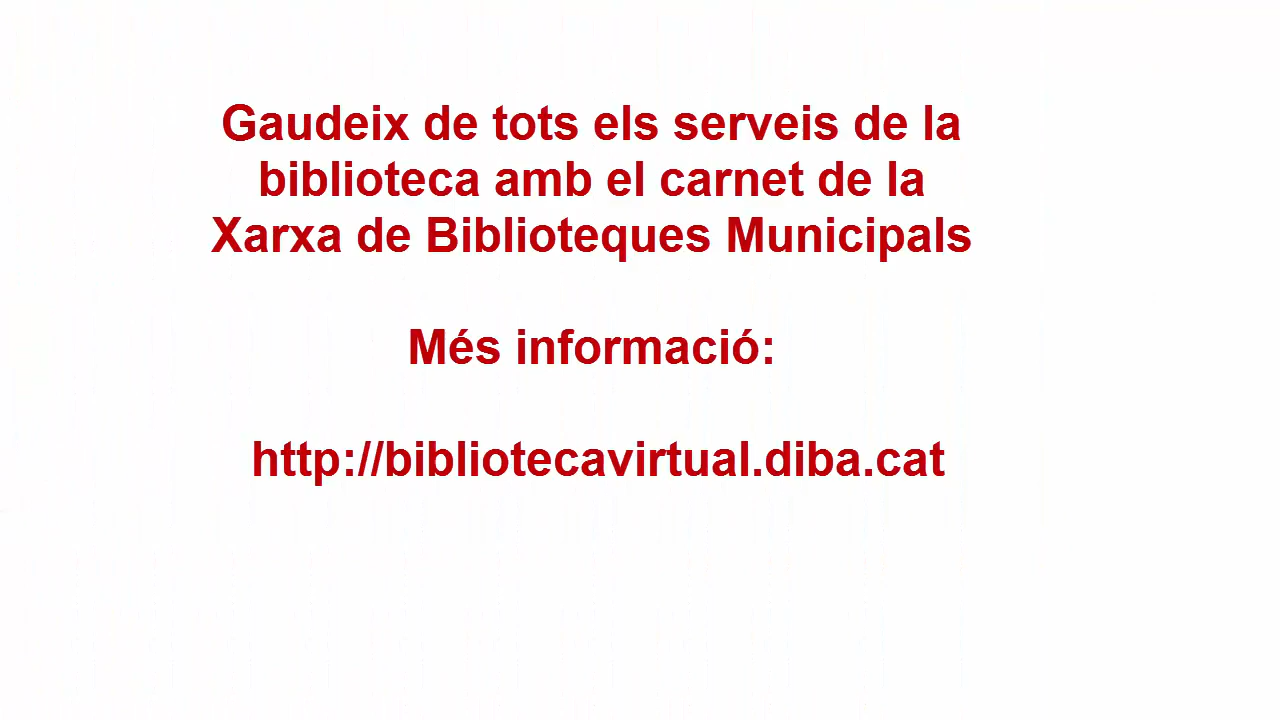 Gaudeix de tots els serveis de la
biblioteca amb el carnet de la
Xarxa de Biblioteques Municipals
Més informació:
http://bibliotecavirtual.diba.cat